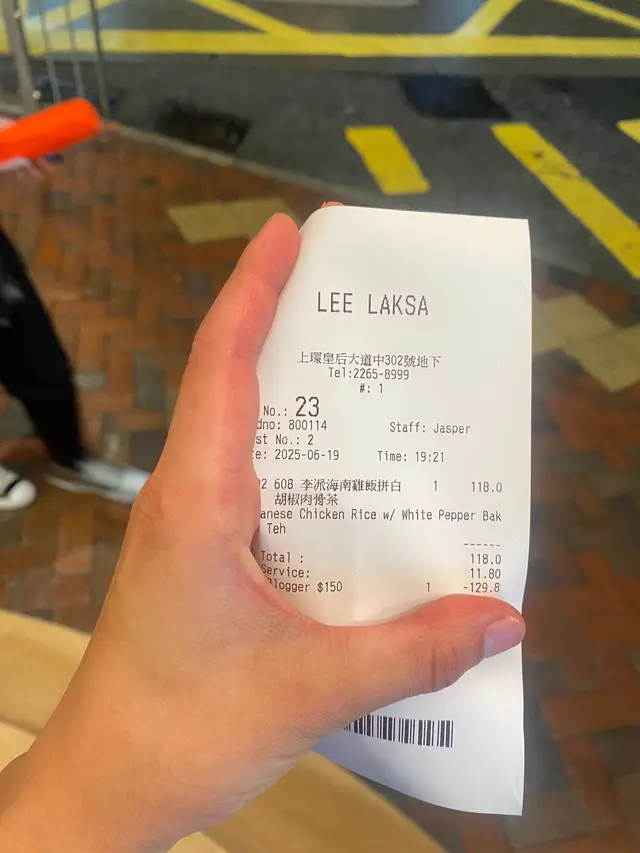 LEE LAKSA
上環皇后大道中302號地下
Tel:2265-8999
#: 1
No.: 23
dno: 800114 Staff: Jasper
st No.: 2
e: 2025-06-19 Time: 19:21
2 608 李派海南雞飯拼白 1 118.0
胡椒肉骨茶
anese Chicken Rice w/ White Pepper Bak
Teh
------
Total : 118.0
Service: 11.80
logger $150 1 -129.8